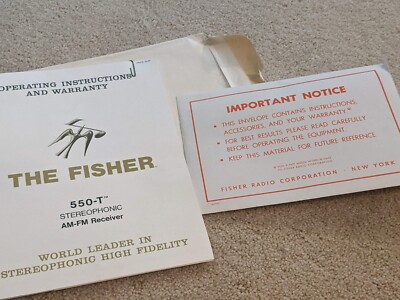 OPERATING INSTRUCTIONS
AND WARRANTY
THE FISHER
550-T™
STEREOPHONIC
AM-FM Receiver
WORLD LEADER IN
STEREOPHONIC HIGH FIDELITY
IMPORTANT NOTICE
• THIS ENVELOPE CONTAINS INSTRUCTIONS,
ACCESSORIES, AND YOUR WARRANTY*
• FOR BEST RESULTS, PLEASE READ CAREFULLY
BEFORE OPERATING THE EQUIPMENT.
• KEEP THIS MATERIAL FOR FUTURE REFERENCE.
FISHER RADIO CORPORATION • NEW YORK